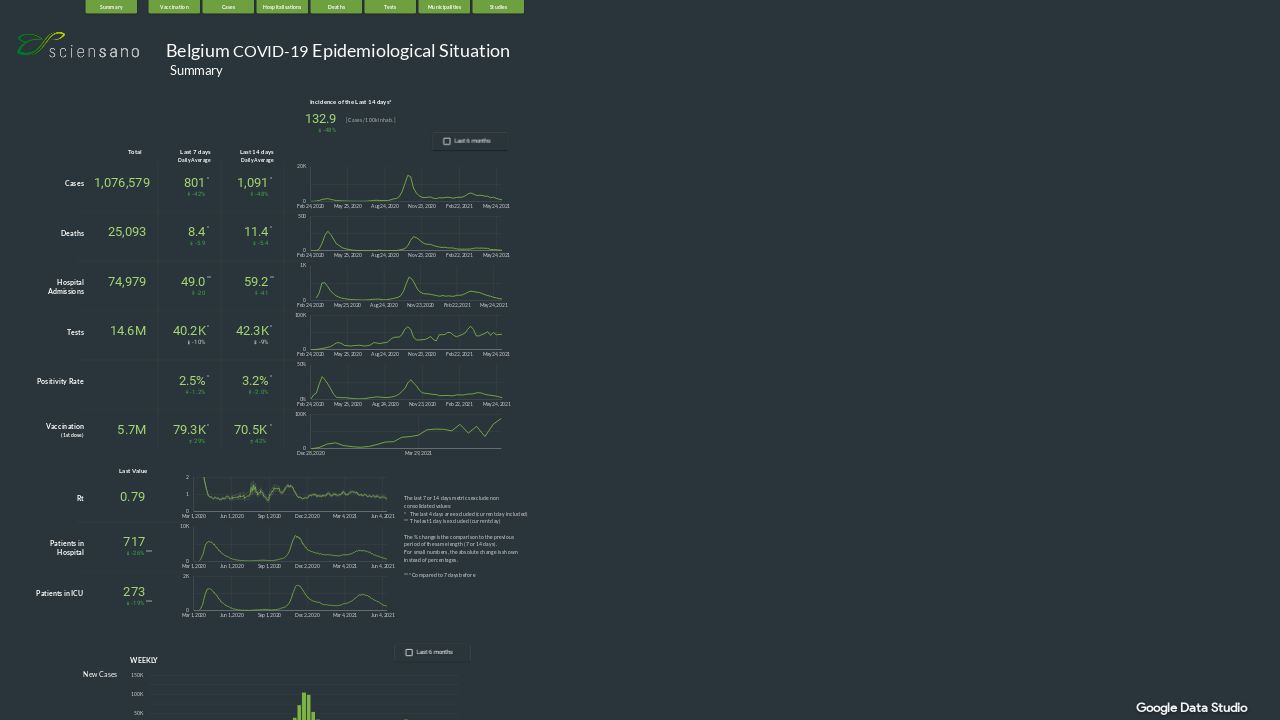 Summary Vaccination Cases Hospitalisations Deaths Tests Municipalities Studies
sciensano
Belgium COVID-19 Epidemiological Situation
Summary
Incidence of the Last 14 days*
132.9 [Cases/100k inhab.]
-48%
Last 6 months
Total Last 7 days Last 14 days
Daily Average Daily Average
20K
Cases 1,076,579 801* 1,091*
-42% -48%
0
Feb 24, 2020 May 25, 2020 Aug 24, 2020 Nov 23, 2020 Feb 22, 2021 May 24, 2021
500
Deaths 25,093 8.4* 11.4*
-5.9 -5.4
0
Feb 24, 2020 May 25, 2020 Aug 24, 2020 Nov 23, 2020 Feb 22, 2021 May 24, 2021
1K
Hospital Admissions 74,979 49.0** 59.2**
-20 -41
0
Feb 24, 2020 May 25, 2020 Aug 24, 2020 Nov 23, 2020 Feb 22, 2021 May 24, 2021
100K
Tests 14.6M 40.2K* 42.3K*
-10% -9%
0
Feb 24, 2020 May 25, 2020 Aug 24, 2020 Nov 23, 2020 Feb 22, 2021 May 24, 2021
50%
Positivity Rate 2.5%* 3.2%*
-1.2% -2.0%
0%
Feb 24, 2020 May 25, 2020 Aug 24, 2020 Nov 23, 2020 Feb 22, 2021 May 24, 2021
100K
Vaccination 5.7M 79.3K* 70.5K*
(1st dose)
29% 43%
0
Dec 28, 2020 Mar 29, 2021
Last Value
2
Rt 0.79 1
0
Mar 1, 2020 Jun 1, 2020 Sep 1, 2020 Dec 2, 2020 Mar 4, 2021 Jun 4, 2021
10K
Patients in Hospital 717
-26% ***
0
Mar 1, 2020 Jun 1, 2020 Sep 1, 2020 Dec 2, 2020 Mar 4, 2021 Jun 4, 2021
2K
Patients in ICU 273
-19% ***
0
Mar 1, 2020 Jun 1, 2020 Sep 1, 2020 Dec 2, 2020 Mar 4, 2021 Jun 4, 2021
The last 7 or 14 days metrics exclude non
consolidated values:
* The last 4 days are excluded (current day included)
** The last 1 day is excluded (current day)
The % change is the comparison to the previous
period of the same length (7 or 14 days).
For small numbers, the absolute change is shown
instead of percentages.
*** Compared to 7 days before
Last 6 months
WEEKLY
New Cases 150K
100K
50K
Google Data Studio